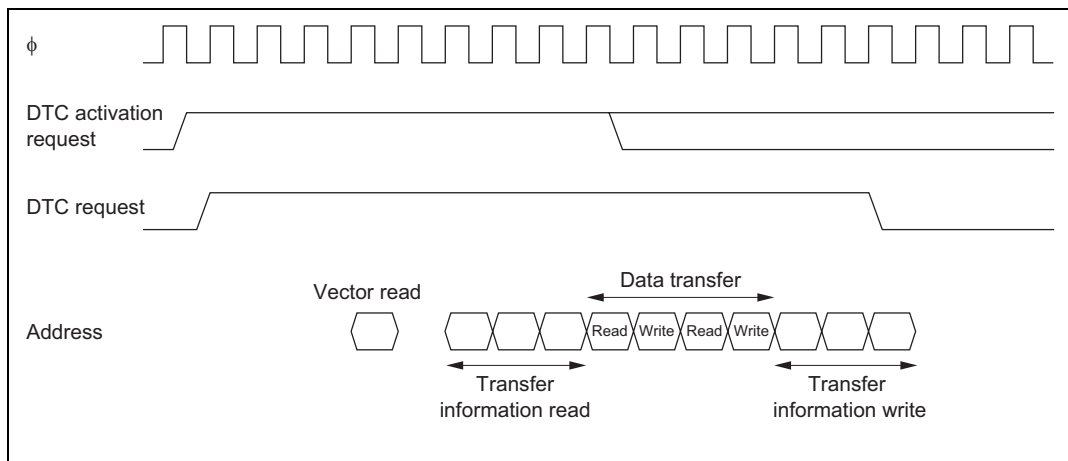 ϕ
DTC activation
request
DTC request
Data transfer
Vector read
Address
Read Write Read Write
Transfer
information read
Transfer
information write